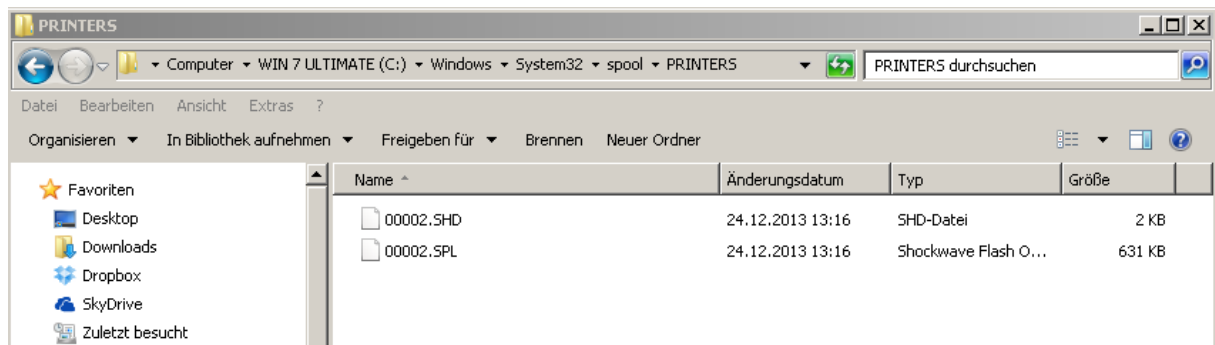 PRINTERS
Computer WIN 7 ULTIMATE (C:) Windows System32 spool PRINTERS PRINTERS durchsuchen
Datei Bearbeiten Ansicht Extras ?
Organisieren In Bibliothek aufnehmen Freigeben für Brennen Neuer Ordner
Favoriten
Desktop
Downloads
Dropbox
SkyDrive
Zuletzt besucht
Name Änderungsdatum Typ Größe
00002.SHD 24.12.2013 13:16 SHD-Datei 2 KB
00002.SPL 24.12.2013 13:16 Shockwave Flash O... 631 KB